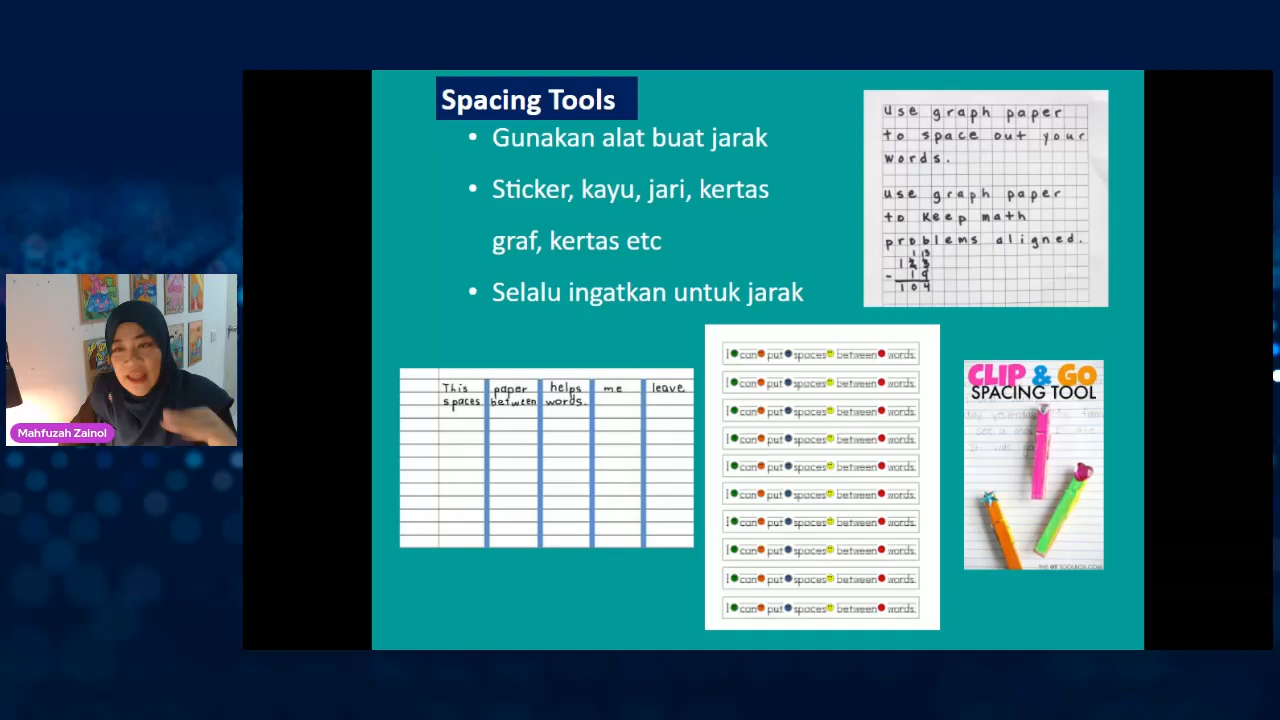 Spacing Tools
• Gunakan alat buat jarak
• Sticker, kayu, jari, kertas
graf, kertas etc
• Selalu ingatkan untuk jarak
use graph paper
to space out your
words.
use graph paper
to keep math
problems aligned.
- 19
104
This paper helps me leave
spaces between words.
I can put spaces between words.
I can put spaces between words.
I can put spaces between words.
I can put spaces between words.
I can put spaces between words.
I can put spaces between words.
I can put spaces between words.
I can put spaces between words.
I can put spaces between words.
I can put spaces between words.
CLIP & GO
SPACING TOOL
THE OT TOOLBOX.COM
Mahfuzah Zainol